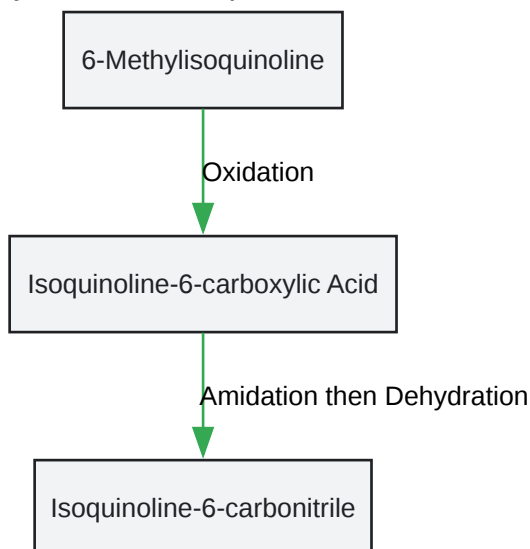 6-Methylisoquinoline
Oxidation
Isoquinoline-6-carboxylic Acid
Amidation then Dehydration
Isoquinoline-6-carbonitrile